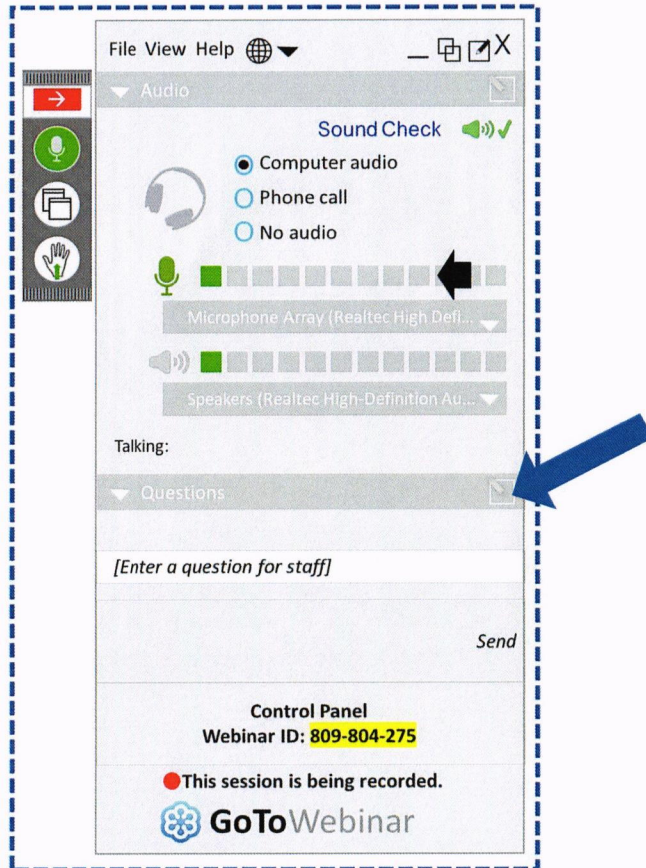 File View Help
Audio
Sound Check
Computer audio
Phone call
No audio
Microphone Array (Realtec High Defi...
Speakers (Realtec High-Definition Au...
Talking:
Questions
[Enter a question for staff]
Send
Control Panel
Webinar ID: 809-804-275
This session is being recorded.
GoToWebinar